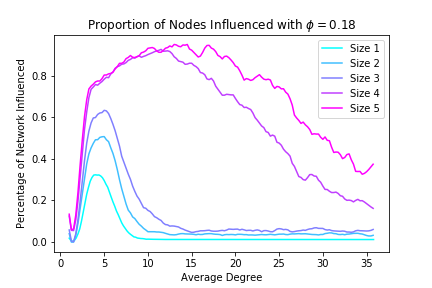 Proportion of Nodes Influenced with ϕ = 0.18
Percentage of Network Influenced
0.8
0.6
0.4
0.2
0.0
Size 1
Size 2
Size 3
Size 4
Size 5
0 5 10 15 20 25 30 35
Average Degree